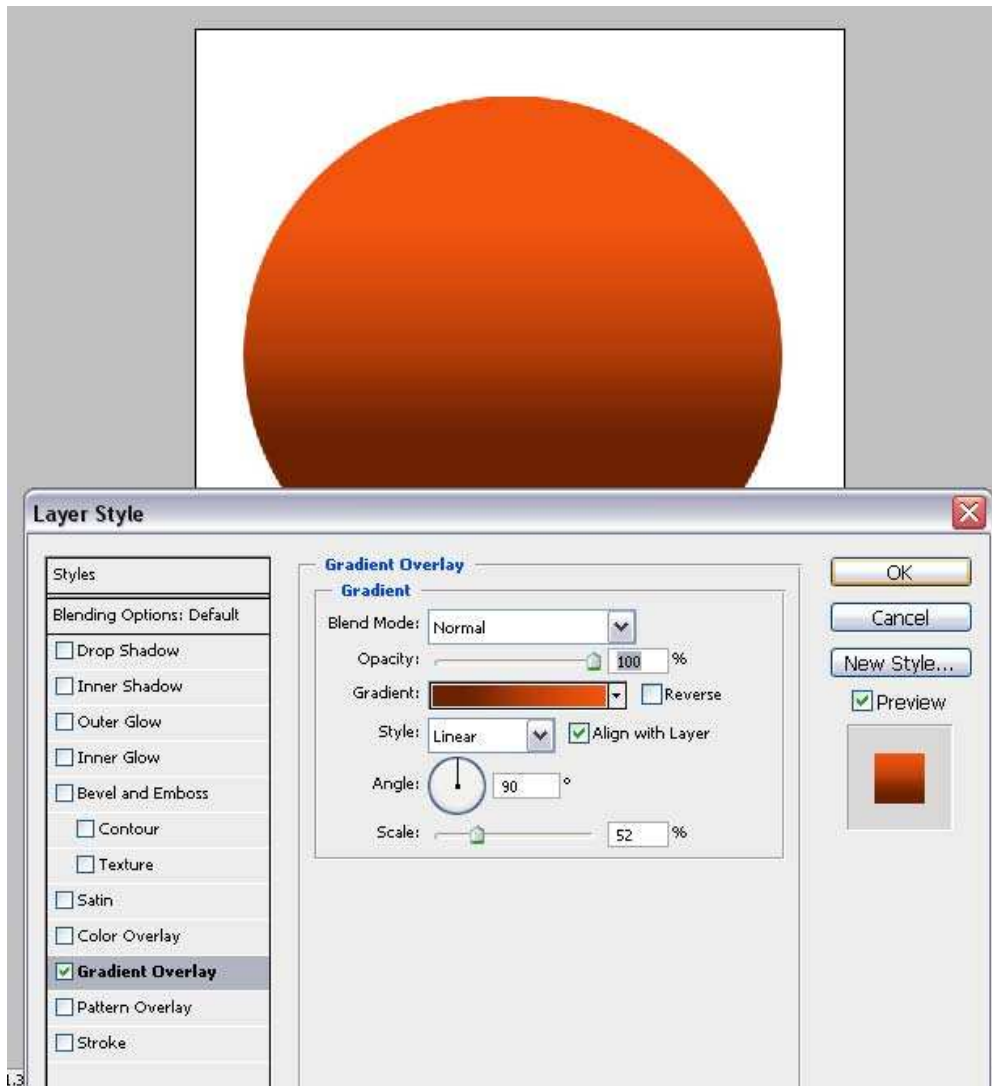 Layer Style
Styles
Blending Options: Default
Drop Shadow
Inner Shadow
Outer Glow
Inner Glow
Bevel and Emboss
Contour
Texture
Satin
Color Overlay
Gradient Overlay
Pattern Overlay
Stroke
Gradient Overlay
Gradient
Blend Mode: Normal
Opacity: 100 %
Gradient: Reverse
Style: Linear Align with Layer
Angle: 90 °
Scale: 52 %
OK
Cancel
New Style...
Preview
1.3